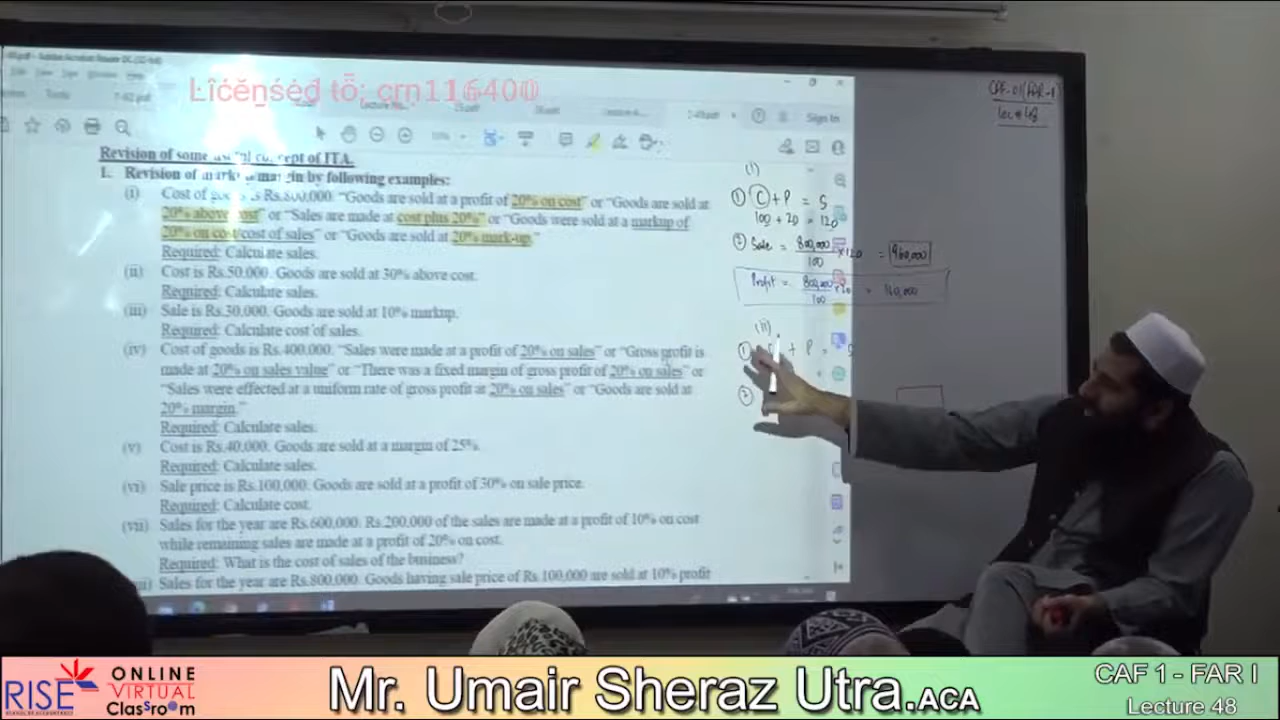 Licensed to: crn116400
Sign In
CAF-01/FAR-1
Lec # 48
Revision of some useful concept of ITA.
1. Revision of mark margin by following examples:
(i) Cost of goods is Rs.800,000. “Goods are sold at a profit of 20% on cost” or “Goods are sold at
20% above cost” or “Sales are made at cost plus 20%” or “Goods were sold at a markup of
20% on cost/cost of sales” or “Goods are sold at 20% mark-up.”
Required: Calculate sales.
(ii) Cost is Rs.50,000. Goods are sold at 30% above cost.
Required: Calculate sales.
(iii) Sale is Rs.30,000. Goods are sold at 10% markup.
Required: Calculate cost of sales.
(iv) Cost of goods is Rs.400,000. “Sales were made at a profit of 20% on sales” or “Gross profit is
made at 20% on sales value” or “There was a fixed margin of gross profit of 20% on sales” or
“Sales were effected at a uniform rate of gross profit at 20% on sales” or “Goods are sold at
20% margin.”
Required: Calculate sales.
(v) Cost is Rs.40,000. Goods are sold at a margin of 25%.
Required: Calculate sales.
(vi) Sale price is Rs.100,000. Goods are sold at a profit of 30% on sale price.
Required: Calculate cost.
(vii) Sales for the year are Rs.600,000. Rs.200,000 of the sales are made at a profit of 10% on cost
while remaining sales are made at a profit of 20% on cost.
Required: What is the cost of sales of the business?
Sales for the year are Rs.800,000. Goods having sale price of Rs.100,000 are sold at 10% profit
(i)
① C + P = S
100 + 20 = 120
② Sale = 800,000/100 × 120 = 960,000
Profit = 800,000/100 × 20 = 160,000
(ii)
① + P = S
②
RISE
ONLINE
VIRTUAL
Classroom
Mr. Umair Sheraz Utra.ACA
CAF 1 - FAR I
Lecture 48